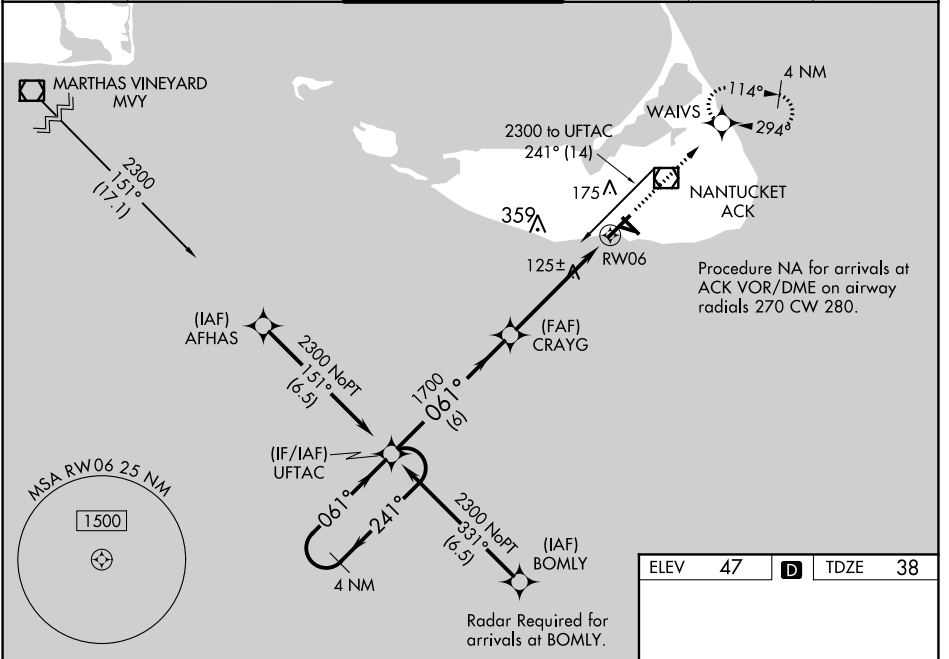 MARTHAS VINEYARD
MVY
2300
151°
(17.1)
4 NM
114°
294°
WAIVS
2300 to UFTAC
241° (14)
175
NANTUCKET
ACK
359
125±
RW06
Procedure NA for arrivals at
ACK VOR/DME on airway
radials 270 CW 280.
(IAF)
AFHAS
2300 NoPT
151°
(6.5)
(FAF)
CRAYG
1700
061°
(6)
(IF/IAF)
UFTAC
061°
241°
4 NM
2300 NoPT
331°
(6.5)
(IAF)
BOMLY
Radar Required for
arrivals at BOMLY.
MSA RW06 25 NM
1500
ELEV 47 D TDZE 38